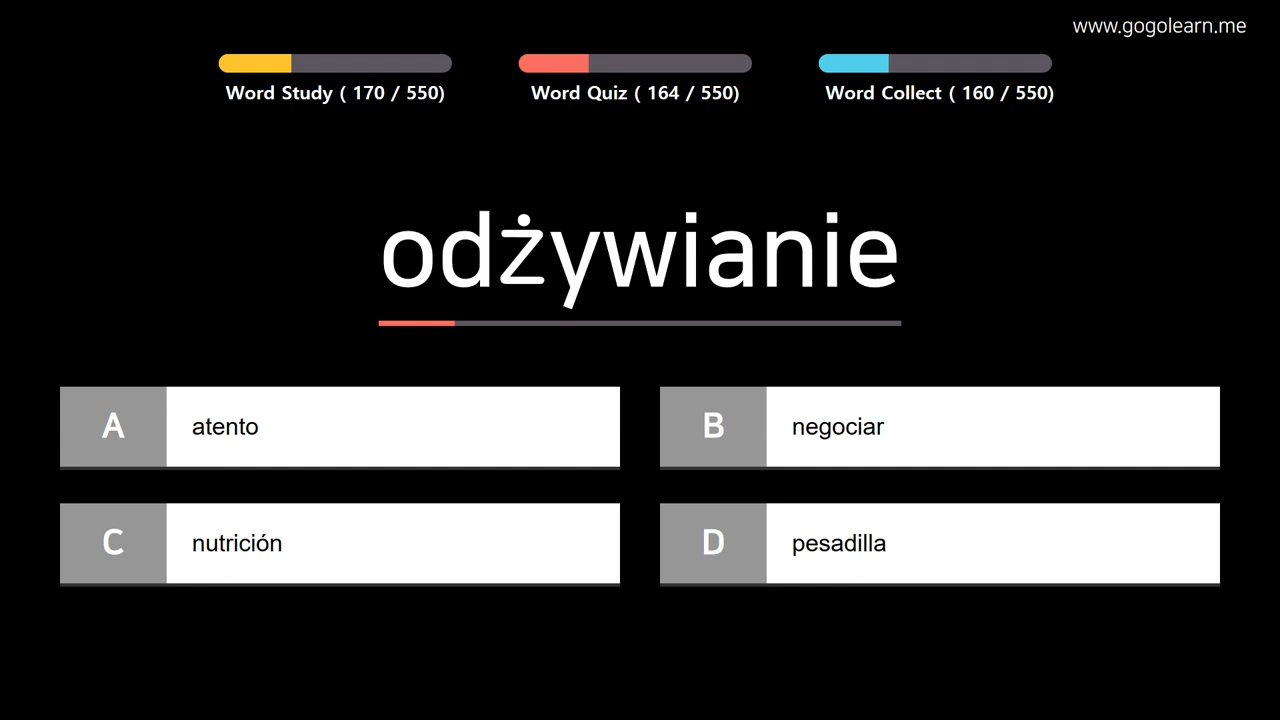 www.gogolearn.me
Word Study ( 170 / 550)
Word Quiz ( 164 / 550)
Word Collect ( 160 / 550)
odżywianie
A atento
B negociar
C nutrición
D pesadilla